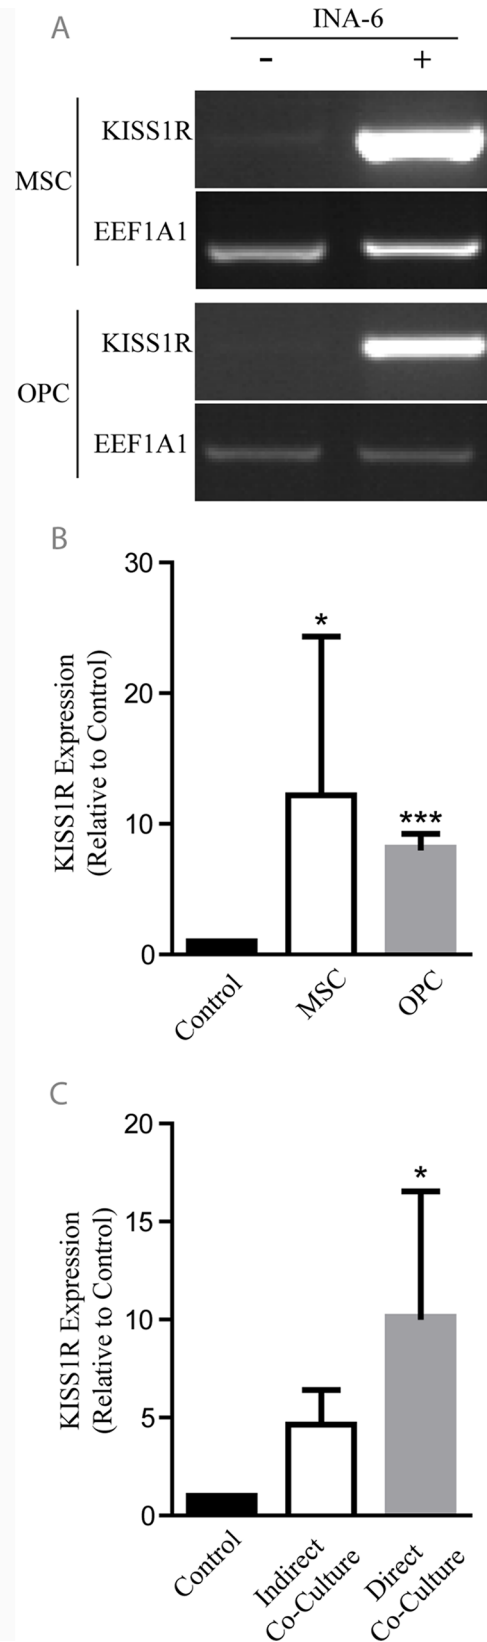 A
INA-6
- +
KISS1R
MSC
EEF1A1
KISS1R
OPC
EEF1A1
B
KISS1R Expression
(Relative to Control)
30
20
10
0
*
***
Control
MSC
OPC
C
KISS1R Expression
(Relative to Control)
20
15
10
5
0
*
Control
Indirect
Co-Culture
Direct
Co-Culture